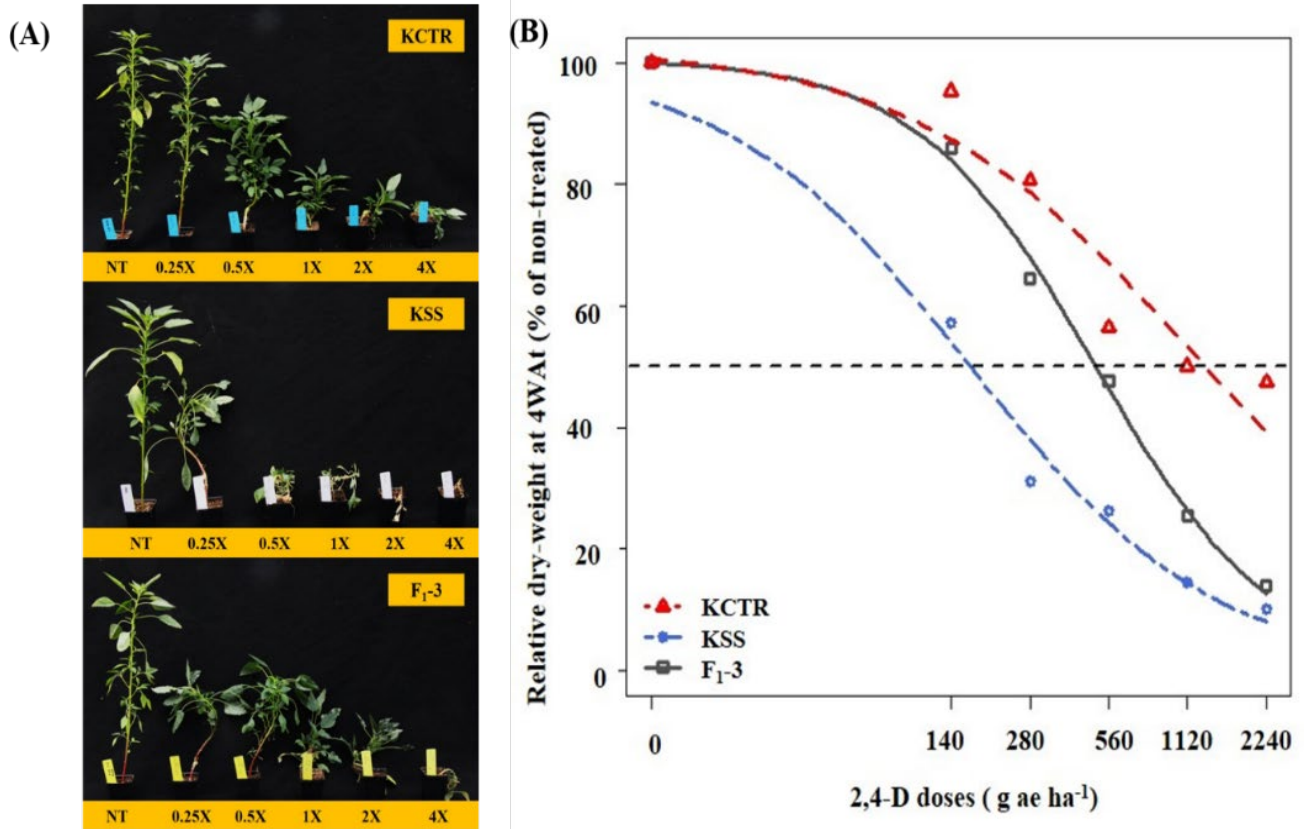 (A)
KCTR
NT 0.25X 0.5X 1X 2X 4X
KSS
NT 0.25X 0.5X 1X 2X 4X
F₁-3
NT 0.25X 0.5X 1X 2X 4X
(B)
Relative dry-weight at 4WAt (% of non-treated)
100
80
60
40
20
0
KCTR
KSS
F₁-3
0 140 280 560 1120 2240
2,4-D doses ( g ae ha⁻¹)